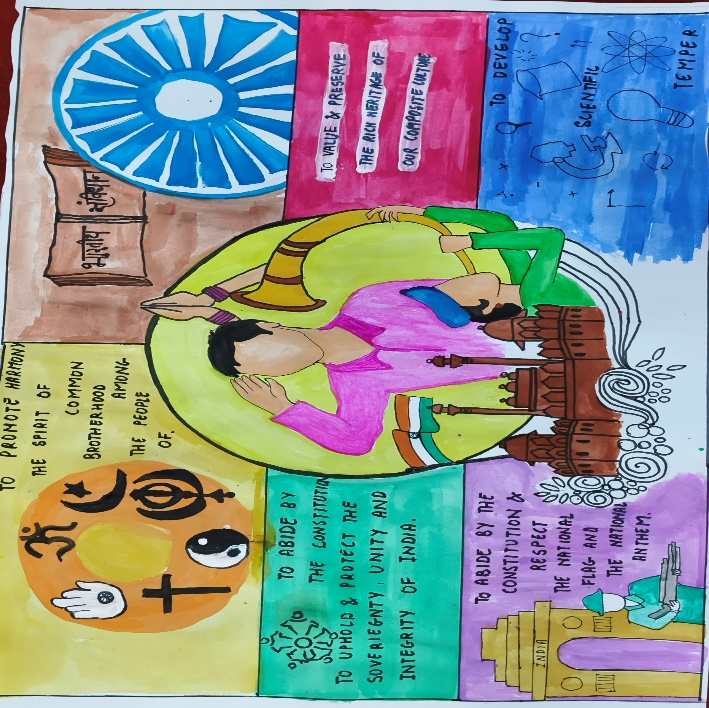 TO PROMOTE HARMONY
THE SPIRIT OF
COMMON
BROTHERHOOD
AMONG
THE PEOPLE
OF,
भारतीय संविधान
TO ABIDE BY
THE CONSTITUTION
TO UPHOLD & PROTECT THE
SOVERIEGNTY, UNITY AND
INTEGRITY OF INDIA.
TO VALUE & PRESERVE
THE RICH HERITAGE OF
OUR COMPOSITE CULTURE
TO ABIDE BY THE
CONSTITUTION &
RESPECT
THE NATIONAL
FLAG AND
THE NATIONAL
ANTHEM.
INDIA
TO DEVELOP
SCIENTIFIC
TEMPER